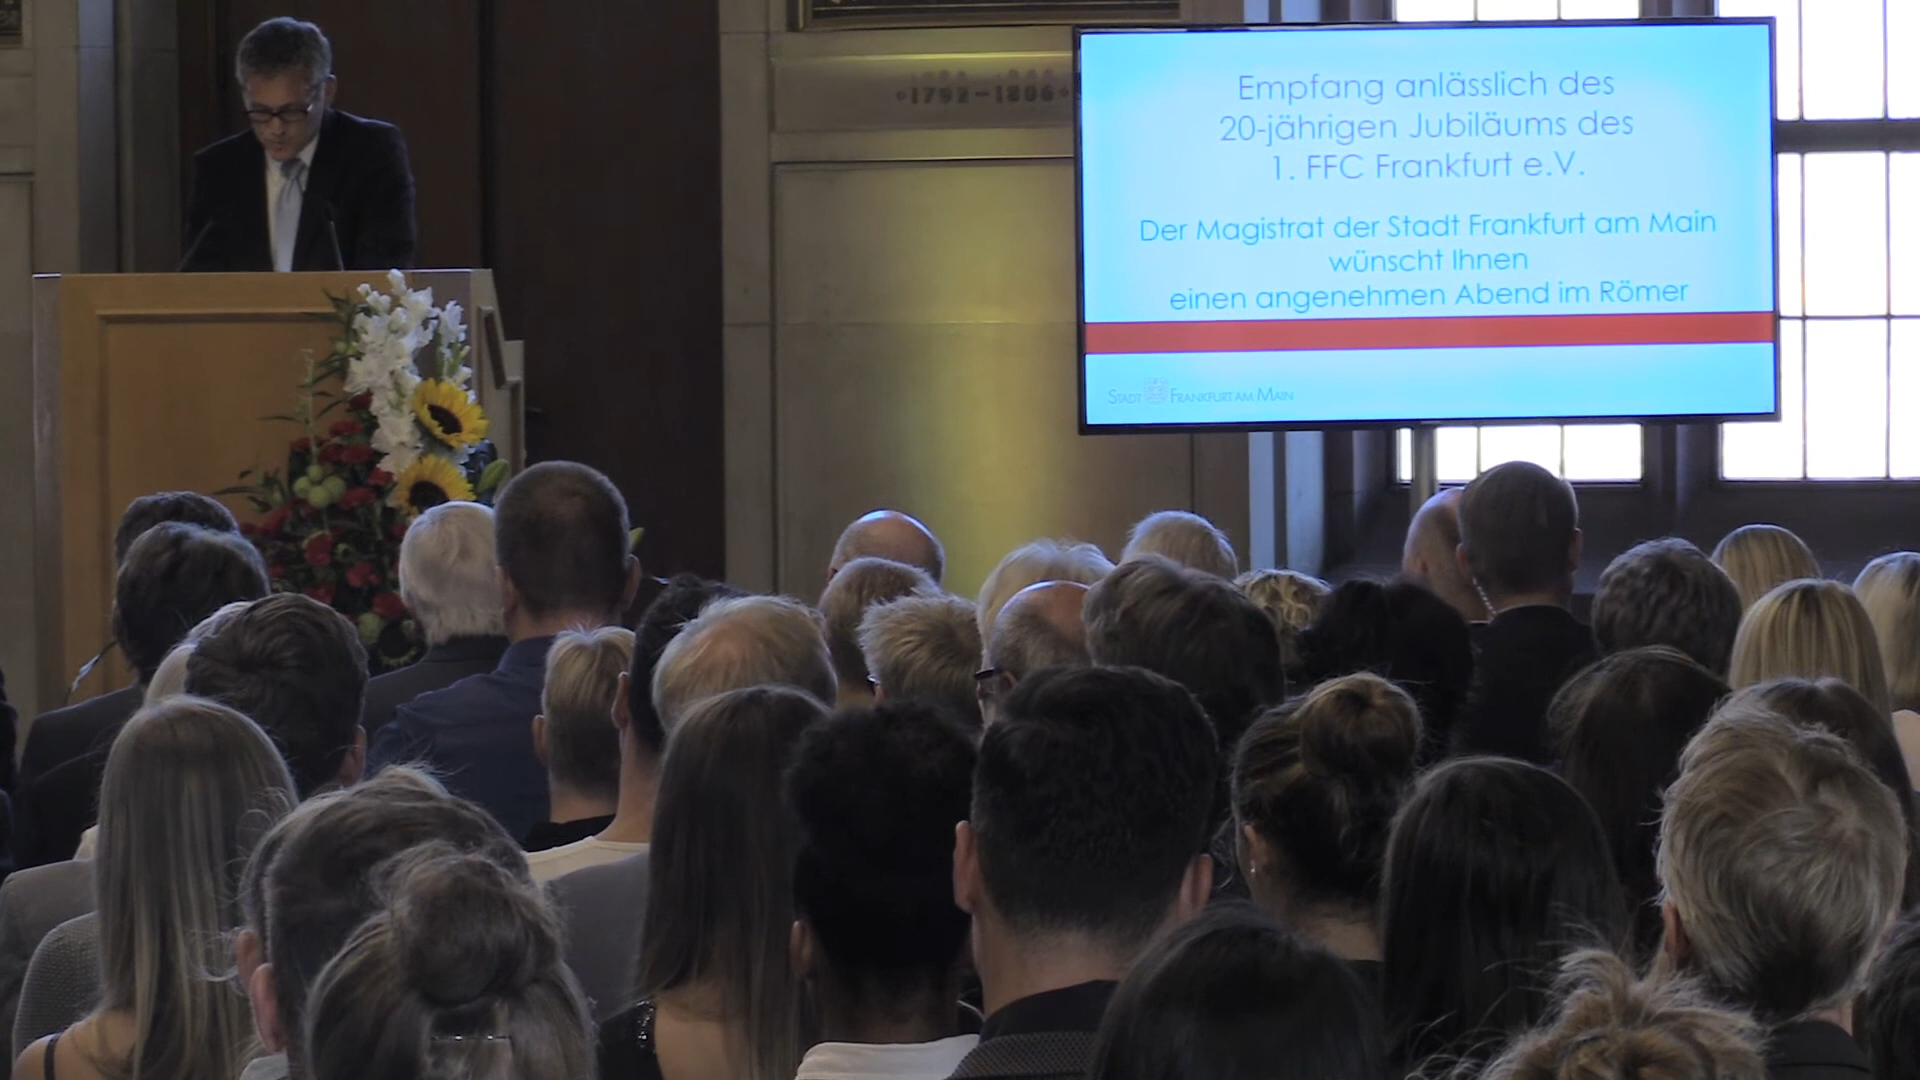 1792-1806
Empfang anlässlich des
20-jährigen Jubiläums des
1. FFC Frankfurt e.V.
Der Magistrat der Stadt Frankfurt am Main
wünscht Ihnen
einen angenehmen Abend im Römer
STADT FRANKFURT AM MAIN